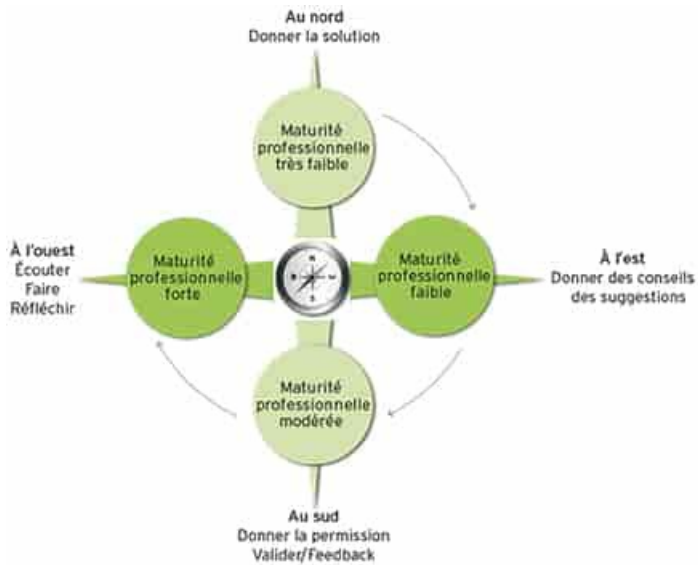 Au nord
Donner la solution
Maturité
professionnelle
très faible
À l'ouest
Écouter
Faire
Réfléchir
Maturité
professionnelle
forte
Maturité
professionnelle
faible
À l'est
Donner des conseils
des suggestions
Maturité
professionnelle
modérée
Au sud
Donner la permission
Valider/Feedback